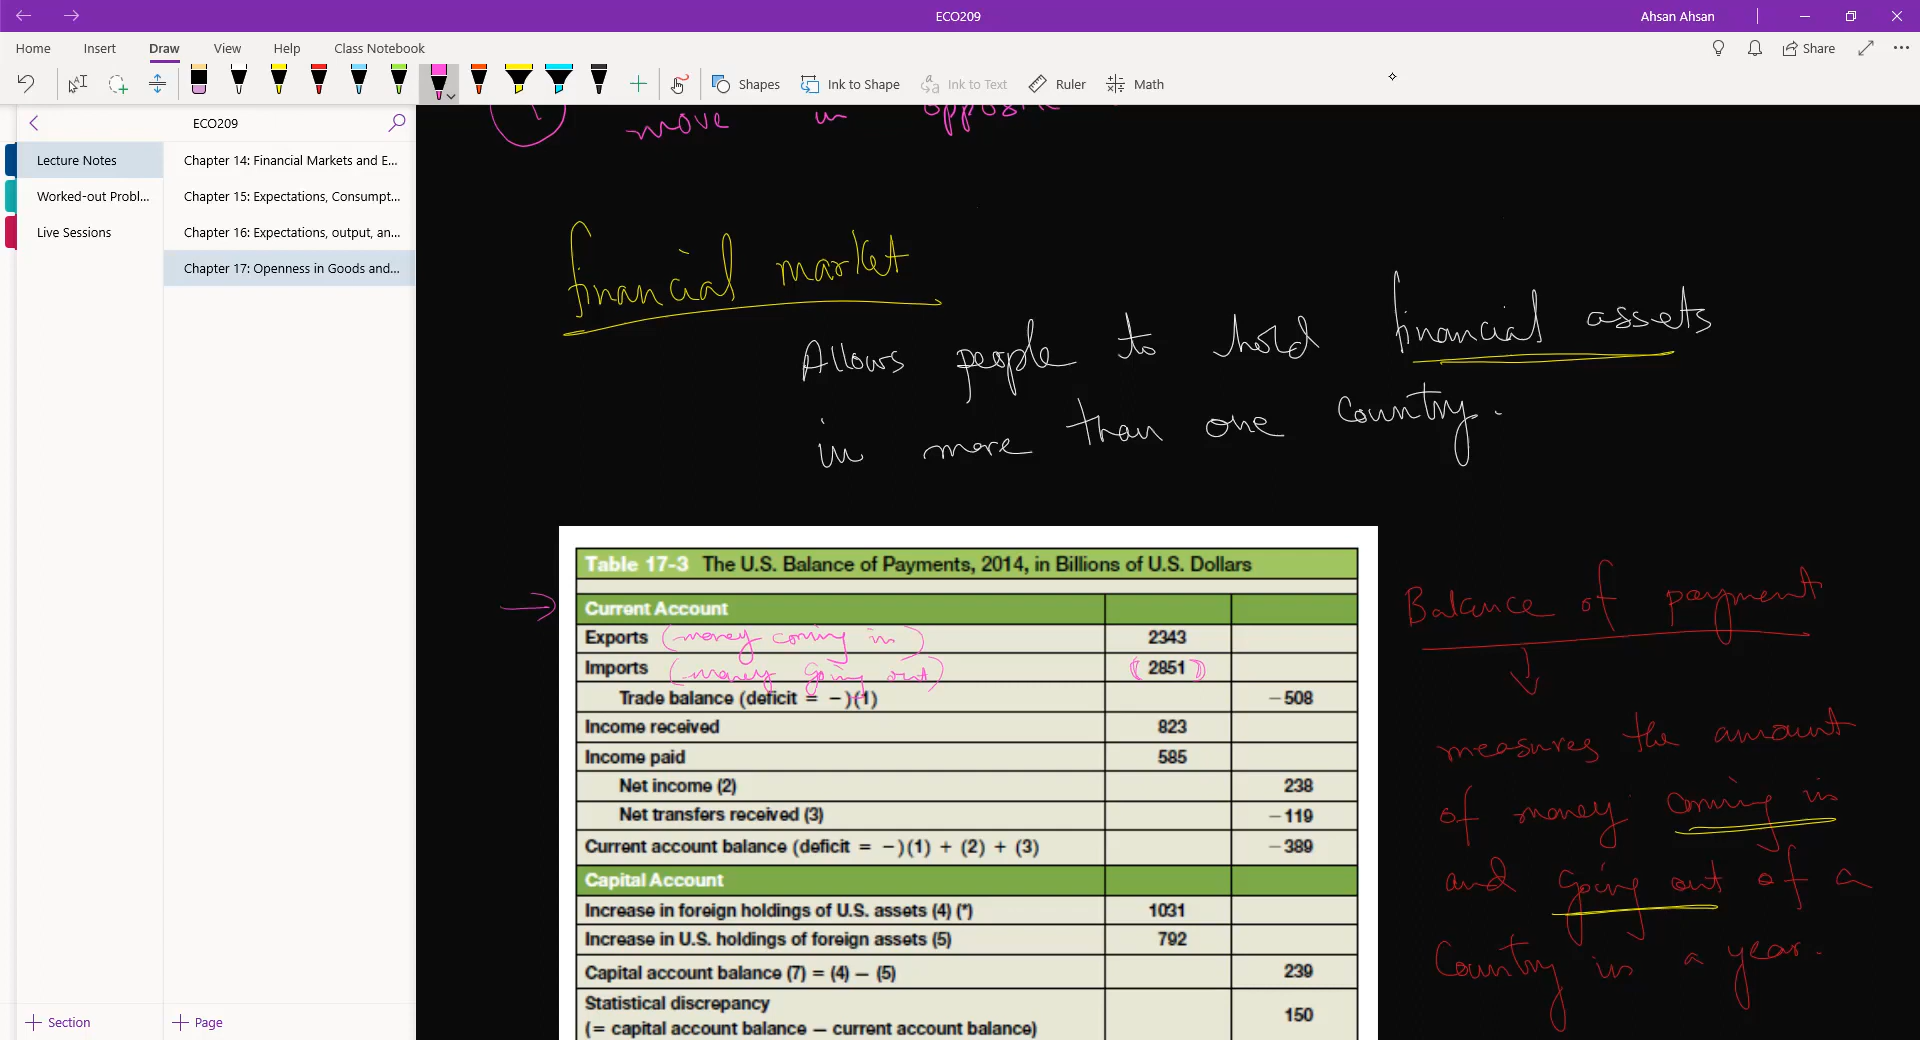 ECO209
Ahsan Ahsan
Home Insert Draw View Help Class Notebook
Share
Shapes Ink to Shape Ink to Text Ruler Math
ECO209
Lecture Notes
Worked-out Probl...
Live Sessions
Chapter 14: Financial Markets and E...
Chapter 15: Expectations, Consumpt...
Chapter 16: Expectations, output, an...
Chapter 17: Openness in Goods and...
Section
Page
move in opposite
financial market
Allows people to hold financial assets
in more than one Country.
Table 17-3 The U.S. Balance of Payments, 2014, in Billions of U.S. Dollars
Current Account
Exports (money coming in) 2343
Imports (money going out) (2851)
Trade balance (deficit = −)(1) −508
Income received 823
Income paid 585
Net income (2) 238
Net transfers received (3) −119
Current account balance (deficit = −)(1) + (2) + (3) −389
Capital Account
Increase in foreign holdings of U.S. assets (4) (*) 1031
Increase in U.S. holdings of foreign assets (5) 792
Capital account balance (7) = (4) − (5) 239
Statistical discrepancy 150
(= capital account balance − current account balance)
Balance of payment
measures the amount
of money coming in
and going out of a
Country in a year.